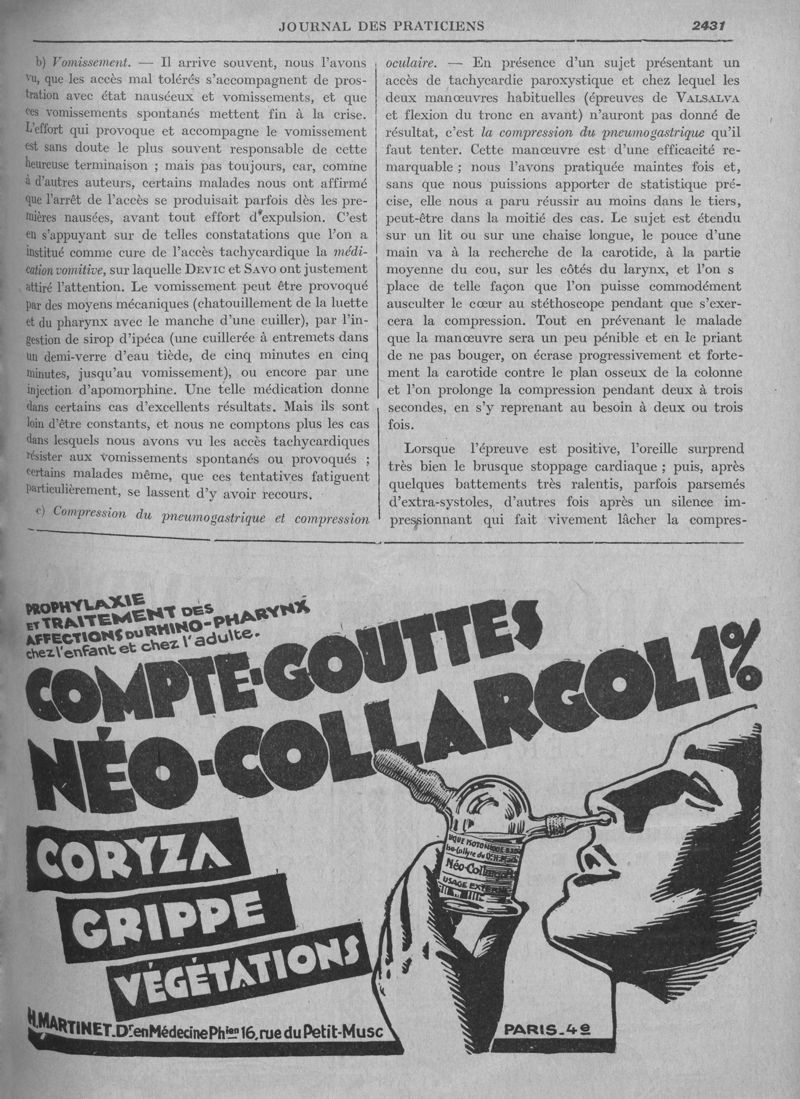 JOURNAL DES PRATICIENS
2431
b) Vomissement. — Il arrive souvent, nous l'avons
vu, que les accès mal tolérés s'accompagnent de pros-
tration avec état nauséeux et vomissements, et que
ces vomissements spontanés mettent fin à la crise.
L'effort qui provoque et accompagne le vomissement
est sans doute le plus souvent responsable de cette
heureuse terminaison ; mais pas toujours, car, comme
à d'autres auteurs, certains malades nous ont affirmé
que l'arrêt de l'accès se produisait parfois dès les pre-
mières nausées, avant tout effort d'expulsion. C'est
en s'appuyant sur de telles constatations que l'on a
institué comme cure de l'accès tachycardique la médi-
cation vomitive, sur laquelle DEVIC et SAVO ont justement
attiré l'attention. Le vomissement peut être provoqué
par des moyens mécaniques (chatouillement de la luette
et du pharynx avec le manche d'une cuiller), par l'in-
gestion de sirop d'ipéca (une cuillerée à entremets dans
un demi-verre d'eau tiède, de cinq minutes en cinq
minutes, jusqu'au vomissement), ou encore par une
injection d'apomorphine. Une telle médication donne
dans certains cas d'excellents résultats. Mais ils sont
loin d'être constants, et nous ne comptons plus les cas
dans lesquels nous avons vu les accès tachycardiques
résister aux vomissements spontanés ou provoqués ;
certains malades même, que ces tentatives fatiguent
particulièrement, se lassent d'y avoir recours.
c) Compression du pneumogastrique et compression
oculaire. — En présence d'un sujet présentant un
accès de tachycardie paroxystique et chez lequel les
deux manœuvres habituelles (épreuves de VALSALVA
et flexion du tronc en avant) n'auront pas donné de
résultat, c'est la compression du pneumogastrique qu'il
faut tenter. Cette manœuvre est d'une efficacité re-
marquable ; nous l'avons pratiquée maintes fois et,
sans que nous puissions apporter de statistique pré-
cise, elle nous a paru réussir au moins dans le tiers,
peut-être dans la moitié des cas. Le sujet est étendu
sur un lit ou sur une chaise longue, le pouce d'une
main va à la recherche de la carotide, à la partie
moyenne du cou, sur les côtés du larynx, et l'on s
place de telle façon que l'on puisse commodément
ausculter le cœur au stéthoscope pendant que s'exer-
cera la compression. Tout en prévenant le malade
que la manœuvre sera un peu pénible et en le priant
de ne pas bouger, on écrase progressivement et forte-
ment la carotide contre le plan osseux de la colonne
et l'on prolonge la compression pendant deux à trois
secondes, en s'y reprenant au besoin à deux ou trois
fois.
Lorsque l'épreuve est positive, l'oreille surprend
très bien le brusque stoppage cardiaque ; puis, après
quelques battements très ralentis, parfois parsemés
d'extra-systoles, d'autres fois après un silence im-
pressionnant qui fait vivement lâcher la compres-
PROPHYLAXIE
ET TRAITEMENT DES
AFFECTIONS DU RHINO-PHARYNX
chez l'enfant et chez l'adulte.
COMPTE-GOUTTES
NÉO-COLLARGOL 1%
CORYZA
GRIPPE
VÉGÉTATIONS
Néo-Collargol
USAGE EXTERNE
H. MARTINET. Dr en Médecine Phien 16, rue du Petit-Musc
PARIS_4e